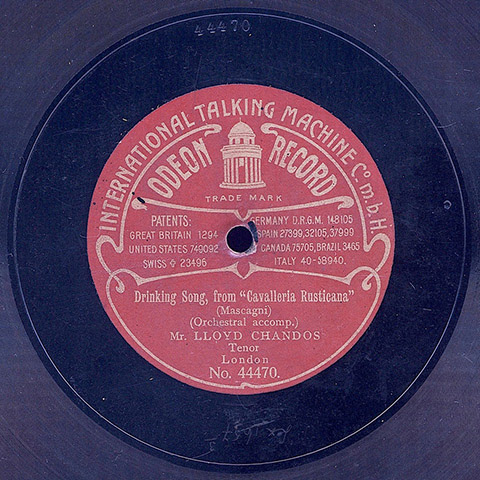 44470
INTERNATIONAL TALKING MACHINE Co. m.b.H.
ODEON RECORD
TRADE MARK
PATENTS:
GREAT BRITAIN 1294
UNITED STATES 749092
SWISS 23496
GERMANY D.R.G.M. 148105
SPAIN 27399, 32105, 37999
CANADA 75705, BRAZIL 3465
ITALY 40-58940.
Drinking Song, from "Cavalleria Rusticana"
(Mascagni)
(Orchestral accomp.)
Mr. LLOYD CHANDOS
Tenor
London
No. 44470.